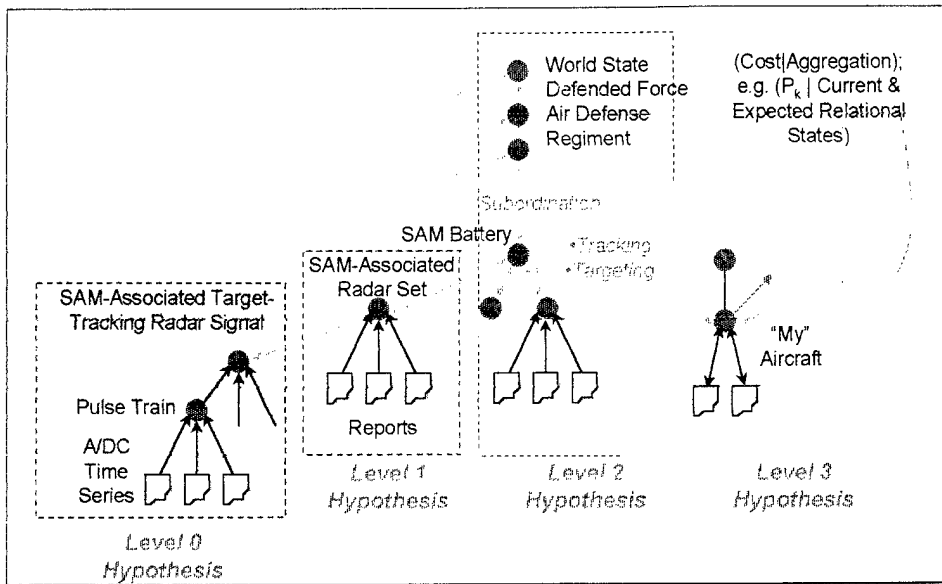 World State
Defended Force
Air Defense
Regiment
(Cost|Aggregation);
e.g. (Pk | Current &
Expected Relational
States)
Subordination
SAM Battery
•Tracking
•Targeting
SAM-Associated
Radar Set
SAM-Associated Target-
Tracking Radar Signal
"My"
Aircraft
Pulse Train
Reports
A/DC
Time
Series
Level 0
Hypothesis
Level 1
Hypothesis
Level 2
Hypothesis
Level 3
Hypothesis